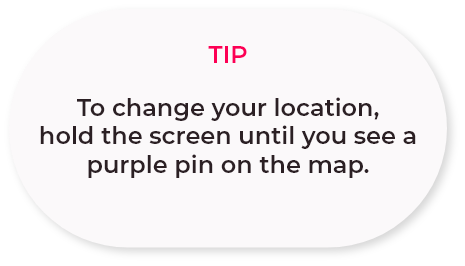 TIP
To change your location,
hold the screen until you see a
purple pin on the map.